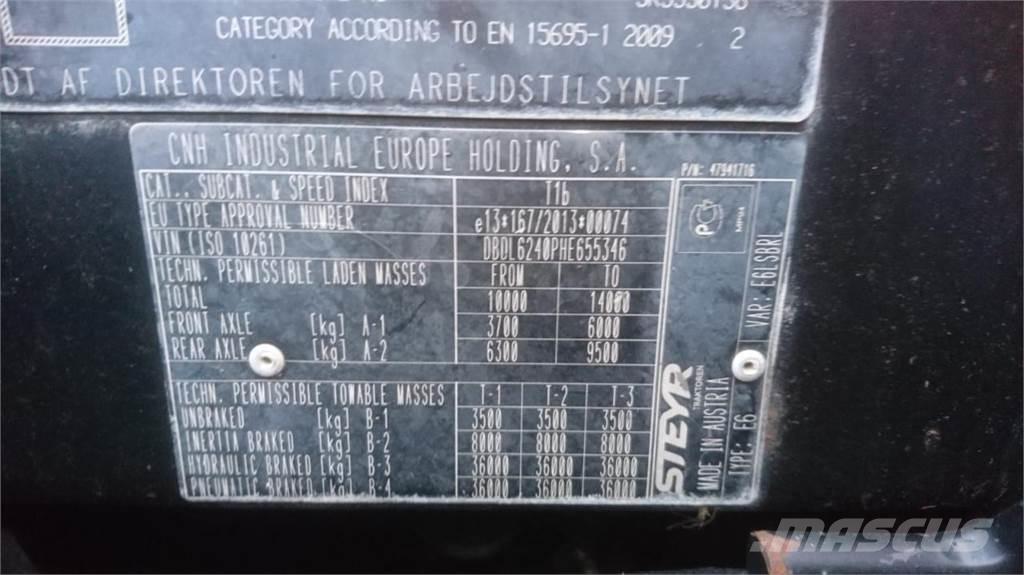 CATEGORY ACCORDING TO EN 15695-1 2009 2
DT AF DIREKTOREN FOR ARBEJDSTILSYNET
CNH INDUSTRIAL EUROPE HOLDING, S.A.
P/N: 47941716
CAT., SUBCAT. & SPEED INDEX T1b
EU TYPE APPROVAL NUMBER e13*167/2013*00074
VIN (ISO 10261) DBDL6240PHE655346
TECHN. PERMISSIBLE LADEN MASSES FROM TO
TOTAL 10000 14000
FRONT AXLE [kg] A-1 3700 6000
REAR AXLE [kg] A-2 6300 9500
TECHN. PERMISSIBLE TOWABLE MASSES T-1 T-2 T-3
UNBRAKED [kg] B-1 3500 3500 3500
INERTIA BRAKED [kg] B-2 8000 8000 8000
HYDRAULIC BRAKED [kg] B-3 36000 36000 36000
PNEUMATIC BRAKED [kg] B-4 36000 36000 36000
STEYR
TRAKTOREN
MADE IN AUSTRIA
TYPE: E6
VAR: E6LSBRL
РСТ
MP04
MASCUS